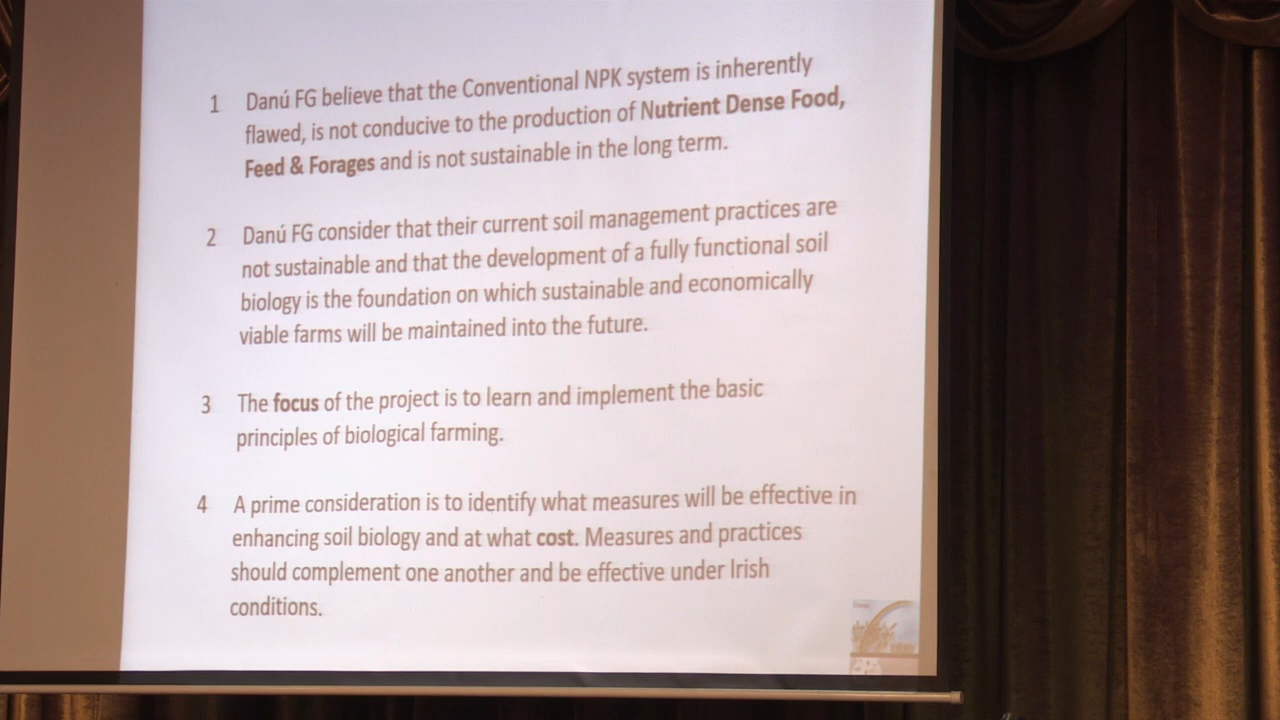 1 Danú FG believe that the Conventional NPK system is inherently
flawed, is not conducive to the production of Nutrient Dense Food,
Feed & Forages and is not sustainable in the long term.
2 Danú FG consider that their current soil management practices are
not sustainable and that the development of a fully functional soil
biology is the foundation on which sustainable and economically
viable farms will be maintained into the future.
3 The focus of the project is to learn and implement the basic
principles of biological farming.
4 A prime consideration is to identify what measures will be effective in
enhancing soil biology and at what cost. Measures and practices
should complement one another and be effective under Irish
conditions.